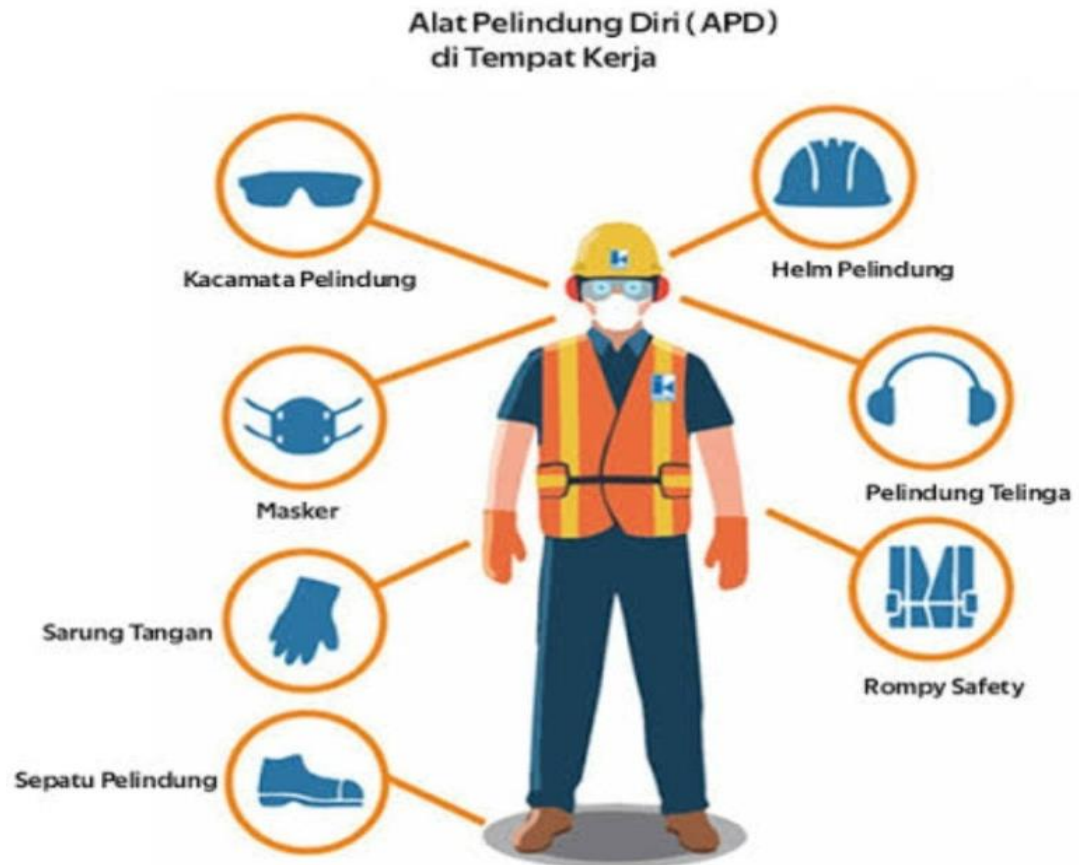 Alat Pelindung Diri ( APD)
di Tempat Kerja
Kacamata Pelindung
Helm Pelindung
Masker
Pelindung Telinga
Sarung Tangan
Rompy Safety
Sepatu Pelindung